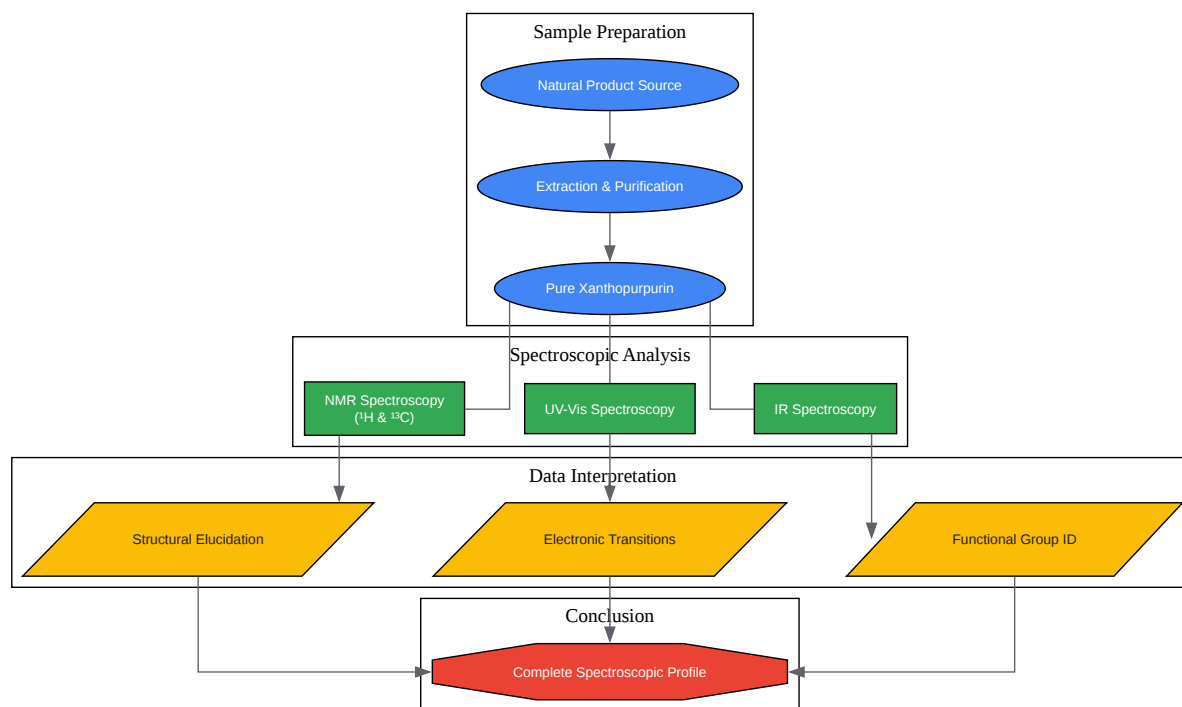 Sample Preparation
Natural Product Source
Extraction & Purification
Pure Xanthopurpurin
Spectroscopic Analysis
NMR Spectroscopy
(¹H & ¹³C)
UV-Vis Spectroscopy
IR Spectroscopy
Data Interpretation
Structural Elucidation
Electronic Transitions
Functional Group ID
Conclusion
Complete Spectroscopic Profile